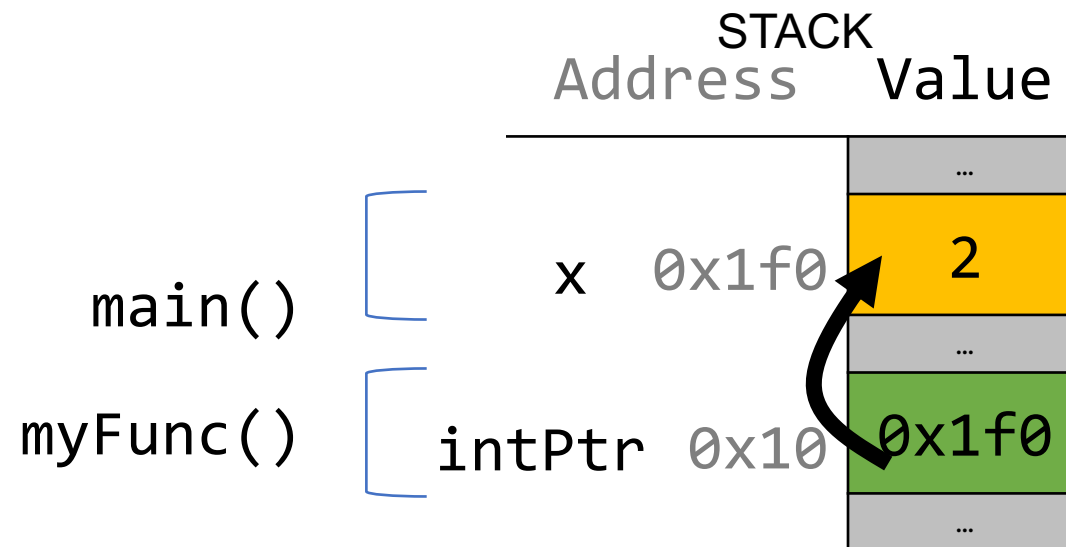 STACK
Address Value
…
x 0x1f0 2
main()
…
myFunc() intPtr 0x10 0x1f0
…